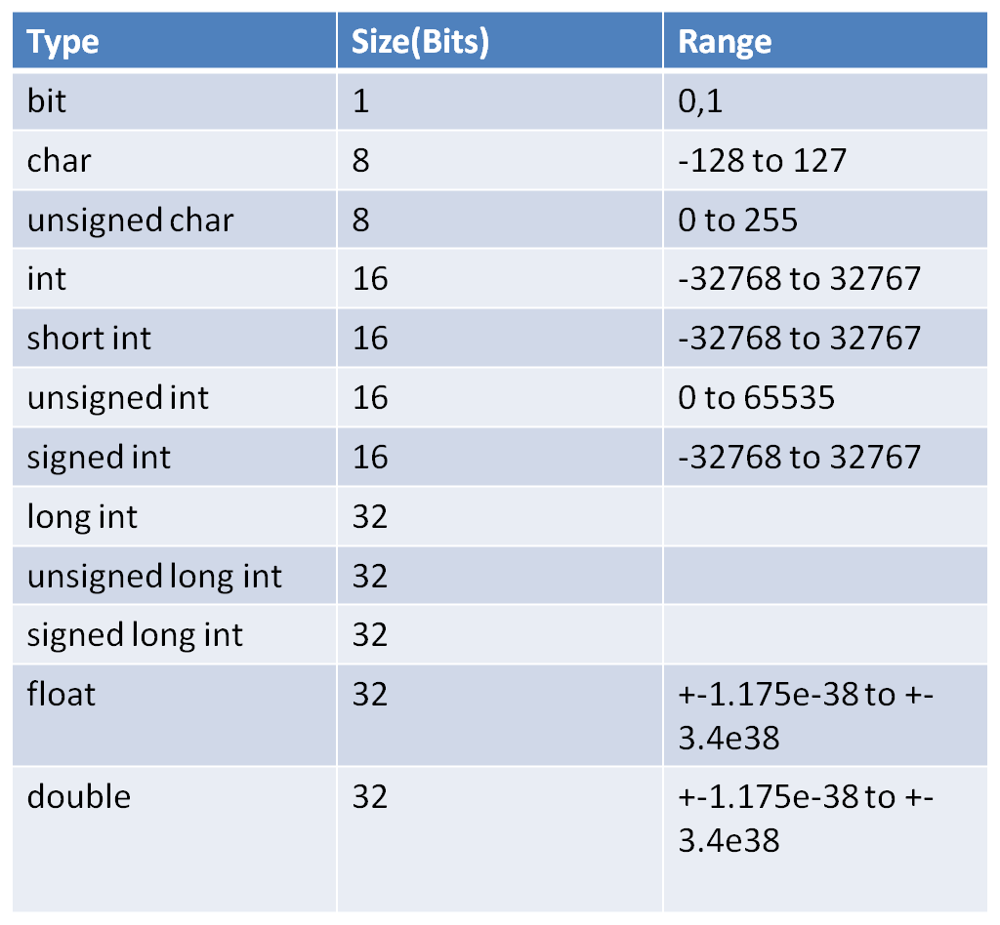 Type Size(Bits) Range
bit 1 0,1
char 8 -128 to 127
unsigned char 8 0 to 255
int 16 -32768 to 32767
short int 16 -32768 to 32767
unsigned int 16 0 to 65535
signed int 16 -32768 to 32767
long int 32
unsigned long int 32
signed long int 32
float 32 +-1.175e-38 to +-
3.4e38
double 32 +-1.175e-38 to +-
3.4e38